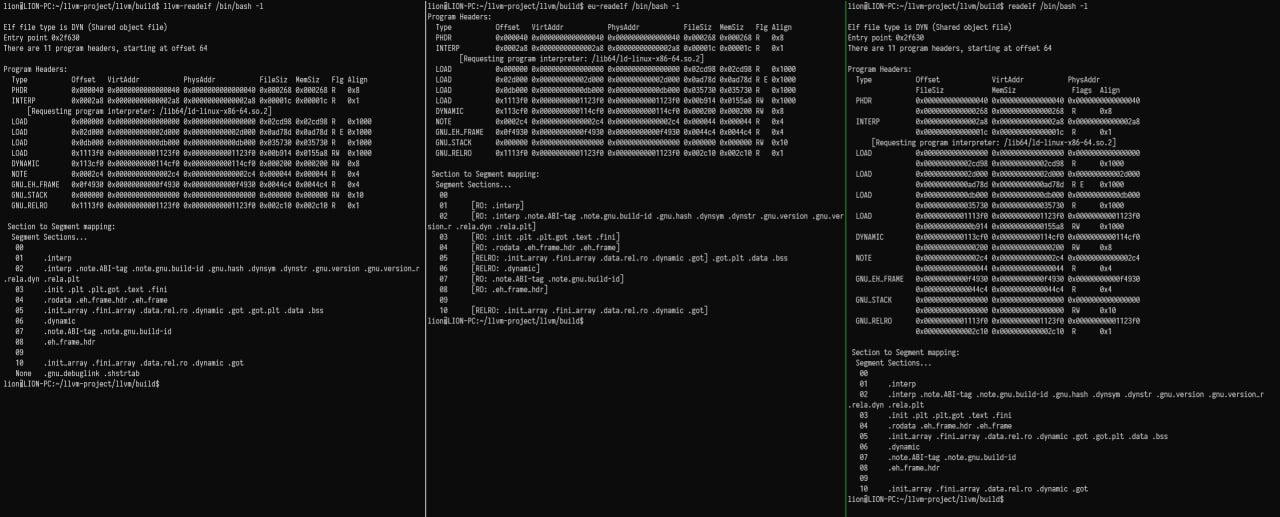 lion@LION-PC:~/llvm-project/llvm/build$ llvm-readelf /bin/bash -l

Elf file type is DYN (Shared object file)
Entry point 0x2f630
There are 11 program headers, starting at offset 64

Program Headers:
  Type           Offset   VirtAddr           PhysAddr           FileSiz  MemSiz   Flg Align
  PHDR           0x000040 0x0000000000000040 0x0000000000000040 0x000268 0x000268 R   0x8
  INTERP         0x0002a8 0x00000000000002a8 0x00000000000002a8 0x00001c 0x00001c R   0x1
      [Requesting program interpreter: /lib64/ld-linux-x86-64.so.2]
  LOAD           0x000000 0x0000000000000000 0x0000000000000000 0x02cd98 0x02cd98 R   0x1000
  LOAD           0x02d000 0x000000000002d000 0x000000000002d000 0x0ad78d 0x0ad78d R E 0x1000
  LOAD           0x0db000 0x00000000000db000 0x00000000000db000 0x035730 0x035730 R   0x1000
  LOAD           0x1113f0 0x00000000001123f0 0x00000000001123f0 0x00b914 0x0155a8 RW  0x1000
  DYNAMIC        0x113cf0 0x0000000000114cf0 0x0000000000114cf0 0x000200 0x000200 RW  0x8
  NOTE           0x0002c4 0x00000000000002c4 0x00000000000002c4 0x000044 0x000044 R   0x4
  GNU_EH_FRAME   0x0f4930 0x00000000000f4930 0x00000000000f4930 0x0044c4 0x0044c4 R   0x4
  GNU_STACK      0x000000 0x0000000000000000 0x0000000000000000 0x000000 0x000000 RW  0x10
  GNU_RELRO      0x1113f0 0x00000000001123f0 0x00000000001123f0 0x002c10 0x002c10 R   0x1

 Section to Segment mapping:
  Segment Sections...
   00
   01     .interp
   02     .interp .note.ABI-tag .note.gnu.build-id .gnu.hash .dynsym .dynstr .gnu.version .gnu.version_r
.rela.dyn .rela.plt
   03     .init .plt .plt.got .text .fini
   04     .rodata .eh_frame_hdr .eh_frame
   05     .init_array .fini_array .data.rel.ro .dynamic .got .got.plt .data .bss
   06     .dynamic
   07     .note.ABI-tag .note.gnu.build-id
   08     .eh_frame_hdr
   09
   10     .init_array .fini_array .data.rel.ro .dynamic .got
   None   .gnu_debuglink .shstrtab
lion@LION-PC:~/llvm-project/llvm/build$
lion@LION-PC:~/llvm-project/llvm/build$ eu-readelf /bin/bash -l
Program Headers:
  Type           Offset   VirtAddr           PhysAddr           FileSiz  MemSiz   Flg Align
  PHDR           0x000040 0x0000000000000040 0x0000000000000040 0x000268 0x000268 R   0x8
  INTERP         0x0002a8 0x00000000000002a8 0x00000000000002a8 0x00001c 0x00001c R   0x1
        [Requesting program interpreter: /lib64/ld-linux-x86-64.so.2]
  LOAD           0x000000 0x0000000000000000 0x0000000000000000 0x02cd98 0x02cd98 R   0x1000
  LOAD           0x02d000 0x000000000002d000 0x000000000002d000 0x0ad78d 0x0ad78d R E 0x1000
  LOAD           0x0db000 0x00000000000db000 0x00000000000db000 0x035730 0x035730 R   0x1000
  LOAD           0x1113f0 0x00000000001123f0 0x00000000001123f0 0x00b914 0x0155a8 RW  0x1000
  DYNAMIC        0x113cf0 0x0000000000114cf0 0x0000000000114cf0 0x000200 0x000200 RW  0x8
  NOTE           0x0002c4 0x00000000000002c4 0x00000000000002c4 0x000044 0x000044 R   0x4
  GNU_EH_FRAME   0x0f4930 0x00000000000f4930 0x00000000000f4930 0x0044c4 0x0044c4 R   0x4
  GNU_STACK      0x000000 0x0000000000000000 0x0000000000000000 0x000000 0x000000 RW  0x10
  GNU_RELRO      0x1113f0 0x00000000001123f0 0x00000000001123f0 0x002c10 0x002c10 R   0x1

 Section to Segment mapping:
  Segment Sections...
   00
   01      [RO: .interp]
   02      [RO: .interp .note.ABI-tag .note.gnu.build-id .gnu.hash .dynsym .dynstr .gnu.version .gnu.ver
sion_r .rela.dyn .rela.plt]
   03      [RO: .init .plt .plt.got .text .fini]
   04      [RO: .rodata .eh_frame_hdr .eh_frame]
   05      [RELRO: .init_array .fini_array .data.rel.ro .dynamic .got] .got.plt .data .bss
   06      [RELRO: .dynamic]
   07      [RO: .note.ABI-tag .note.gnu.build-id]
   08      [RO: .eh_frame_hdr]
   09
   10      [RELRO: .init_array .fini_array .data.rel.ro .dynamic .got]
lion@LION-PC:~/llvm-project/llvm/build$
lion@LION-PC:~/llvm-project/llvm/build$ readelf /bin/bash -l

Elf file type is DYN (Shared object file)
Entry point 0x2f630
There are 11 program headers, starting at offset 64

Program Headers:
  Type           Offset             VirtAddr           PhysAddr
                 FileSiz            MemSiz              Flags  Align
  PHDR           0x0000000000000040 0x0000000000000040 0x0000000000000040
                 0x0000000000000268 0x0000000000000268  R      0x8
  INTERP         0x00000000000002a8 0x00000000000002a8 0x00000000000002a8
                 0x000000000000001c 0x000000000000001c  R      0x1
      [Requesting program interpreter: /lib64/ld-linux-x86-64.so.2]
  LOAD           0x0000000000000000 0x0000000000000000 0x0000000000000000
                 0x000000000002cd98 0x000000000002cd98  R      0x1000
  LOAD           0x000000000002d000 0x000000000002d000 0x000000000002d000
                 0x00000000000ad78d 0x00000000000ad78d  R E    0x1000
  LOAD           0x00000000000db000 0x00000000000db000 0x00000000000db000
                 0x0000000000035730 0x0000000000035730  R      0x1000
  LOAD           0x00000000001113f0 0x00000000001123f0 0x00000000001123f0
                 0x000000000000b914 0x00000000000155a8  RW     0x1000
  DYNAMIC        0x0000000000113cf0 0x0000000000114cf0 0x0000000000114cf0
                 0x0000000000000200 0x0000000000000200  RW     0x8
  NOTE           0x00000000000002c4 0x00000000000002c4 0x00000000000002c4
                 0x0000000000000044 0x0000000000000044  R      0x4
  GNU_EH_FRAME   0x00000000000f4930 0x00000000000f4930 0x00000000000f4930
                 0x00000000000044c4 0x00000000000044c4  R      0x4
  GNU_STACK      0x0000000000000000 0x0000000000000000 0x0000000000000000
                 0x0000000000000000 0x0000000000000000  RW     0x10
  GNU_RELRO      0x00000000001113f0 0x00000000001123f0 0x00000000001123f0
                 0x0000000000002c10 0x0000000000002c10  R      0x1

 Section to Segment mapping:
  Segment Sections...
   00
   01     .interp
   02     .interp .note.ABI-tag .note.gnu.build-id .gnu.hash .dynsym .dynstr .gnu.version .gnu.version_r
.rela.dyn .rela.plt
   03     .init .plt .plt.got .text .fini
   04     .rodata .eh_frame_hdr .eh_frame
   05     .init_array .fini_array .data.rel.ro .dynamic .got .got.plt .data .bss
   06     .dynamic
   07     .note.ABI-tag .note.gnu.build-id
   08     .eh_frame_hdr
   09
   10     .init_array .fini_array .data.rel.ro .dynamic .got
lion@LION-PC:~/llvm-project/llvm/build$